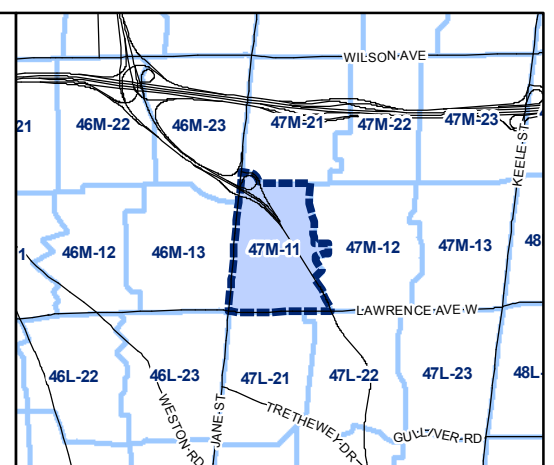 WILSON AVE
21 46M-22 46M-23 47M-21 47M-22 47M-23
KEELE ST
46M-12 46M-13 47M-11 47M-12 47M-13 48
LAWRENCE AVE W
46L-22 46L-23 47L-21 47L-22 47L-23 48L-
WESTON RD
JANE ST
TRETHEWEY DR
GULLIVER RD